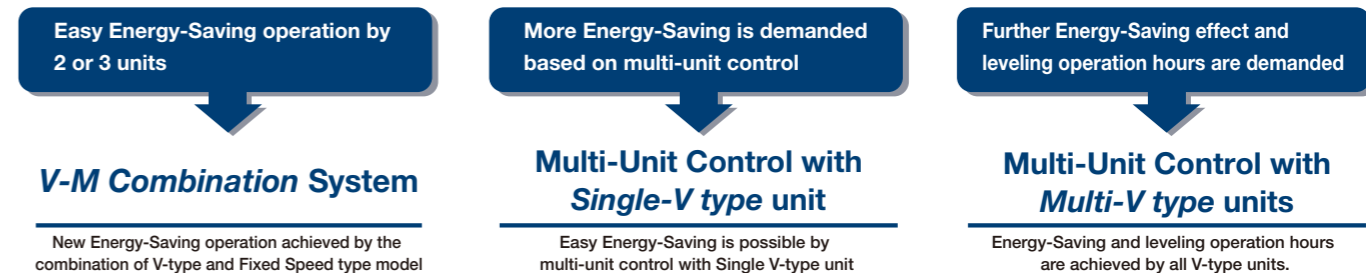 Easy Energy-Saving operation by
2 or 3 units
V-M Combination System
New Energy-Saving operation achieved by the
combination of V-type and Fixed Speed type model
More Energy-Saving is demanded
based on multi-unit control
Multi-Unit Control with
Single-V type unit
Easy Energy-Saving is possible by
multi-unit control with Single V-type unit
Further Energy-Saving effect and
leveling operation hours are demanded
Multi-Unit Control with
Multi-V type units
Energy-Saving and leveling operation hours
are achieved by all V-type units.